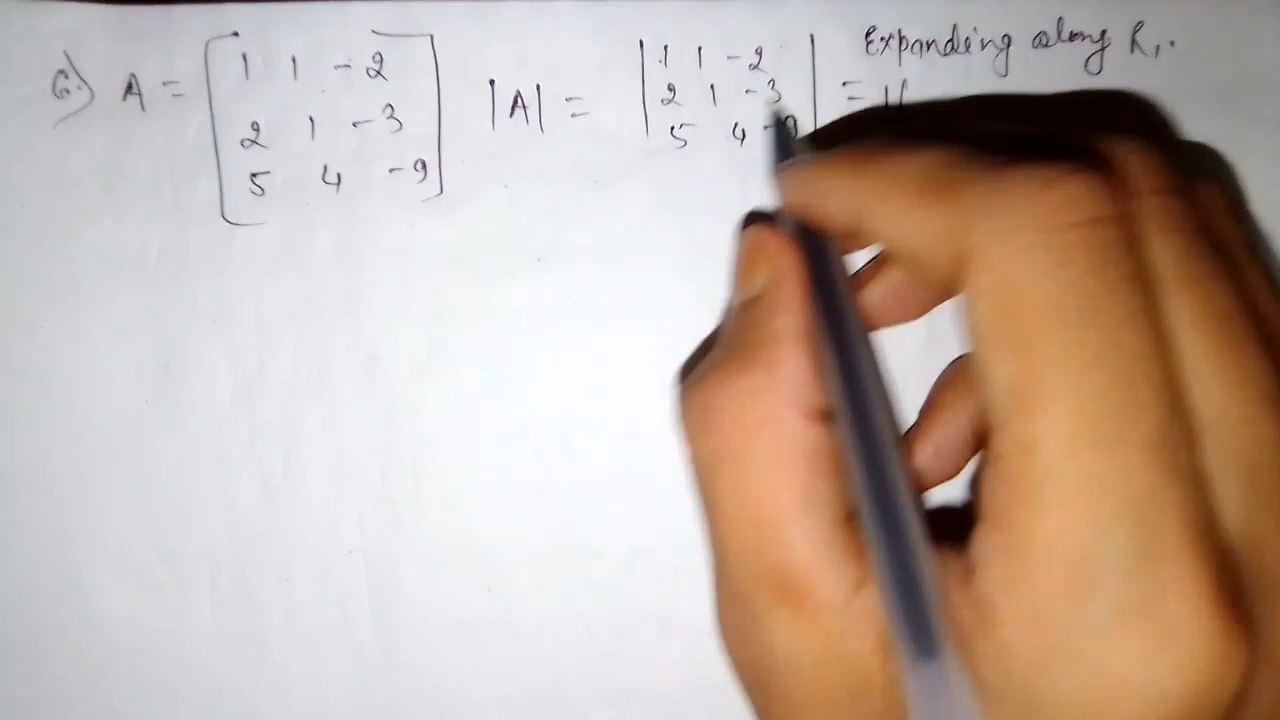 6.) A = [ 1 1 -2 |A| = | 1 1 -2 | Expanding along R1.
2 1 -3 2 1 -3 =
5 4 -9 ] 5 4